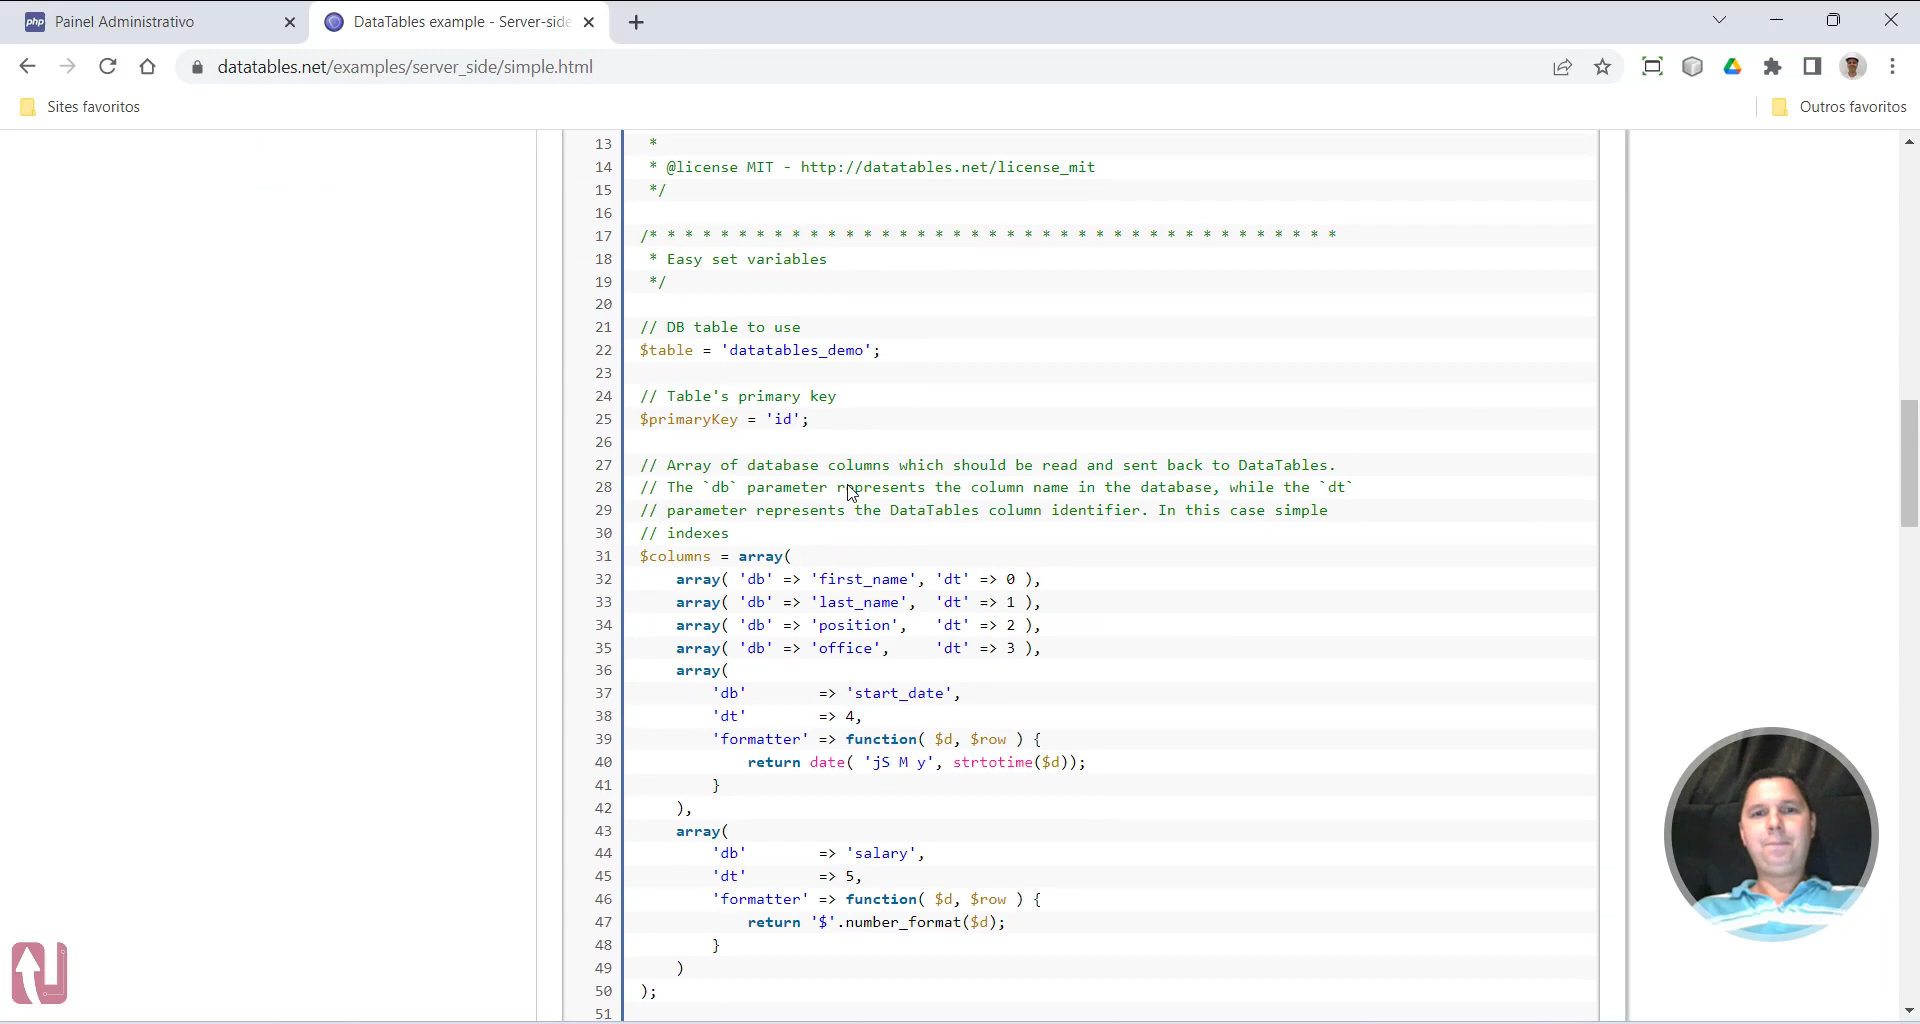 php Painel Administrativo
DataTables example - Server-side
datatables.net/examples/server_side/simple.html
Sites favoritos
Outros favoritos
13 *
14 * @license MIT - http://datatables.net/license_mit
15 */
16
17 /* * * * * * * * * * * * * * * * * * * * * * * * * * * * * * * * * * * * * *
18 * Easy set variables
19 */
20
21 // DB table to use
22 $table = 'datatables_demo';
23
24 // Table's primary key
25 $primaryKey = 'id';
26
27 // Array of database columns which should be read and sent back to DataTables.
28 // The `db` parameter represents the column name in the database, while the `dt`
29 // parameter represents the DataTables column identifier. In this case simple
30 // indexes
31 $columns = array(
32     array( 'db' => 'first_name', 'dt' => 0 ),
33     array( 'db' => 'last_name',  'dt' => 1 ),
34     array( 'db' => 'position',   'dt' => 2 ),
35     array( 'db' => 'office',     'dt' => 3 ),
36     array(
37         'db'        => 'start_date',
38         'dt'        => 4,
39         'formatter' => function( $d, $row ) {
40             return date( 'jS M y', strtotime($d));
41         }
42     ),
43     array(
44         'db'        => 'salary',
45         'dt'        => 5,
46         'formatter' => function( $d, $row ) {
47             return '$'.number_format($d);
48         }
49     )
50 );
51